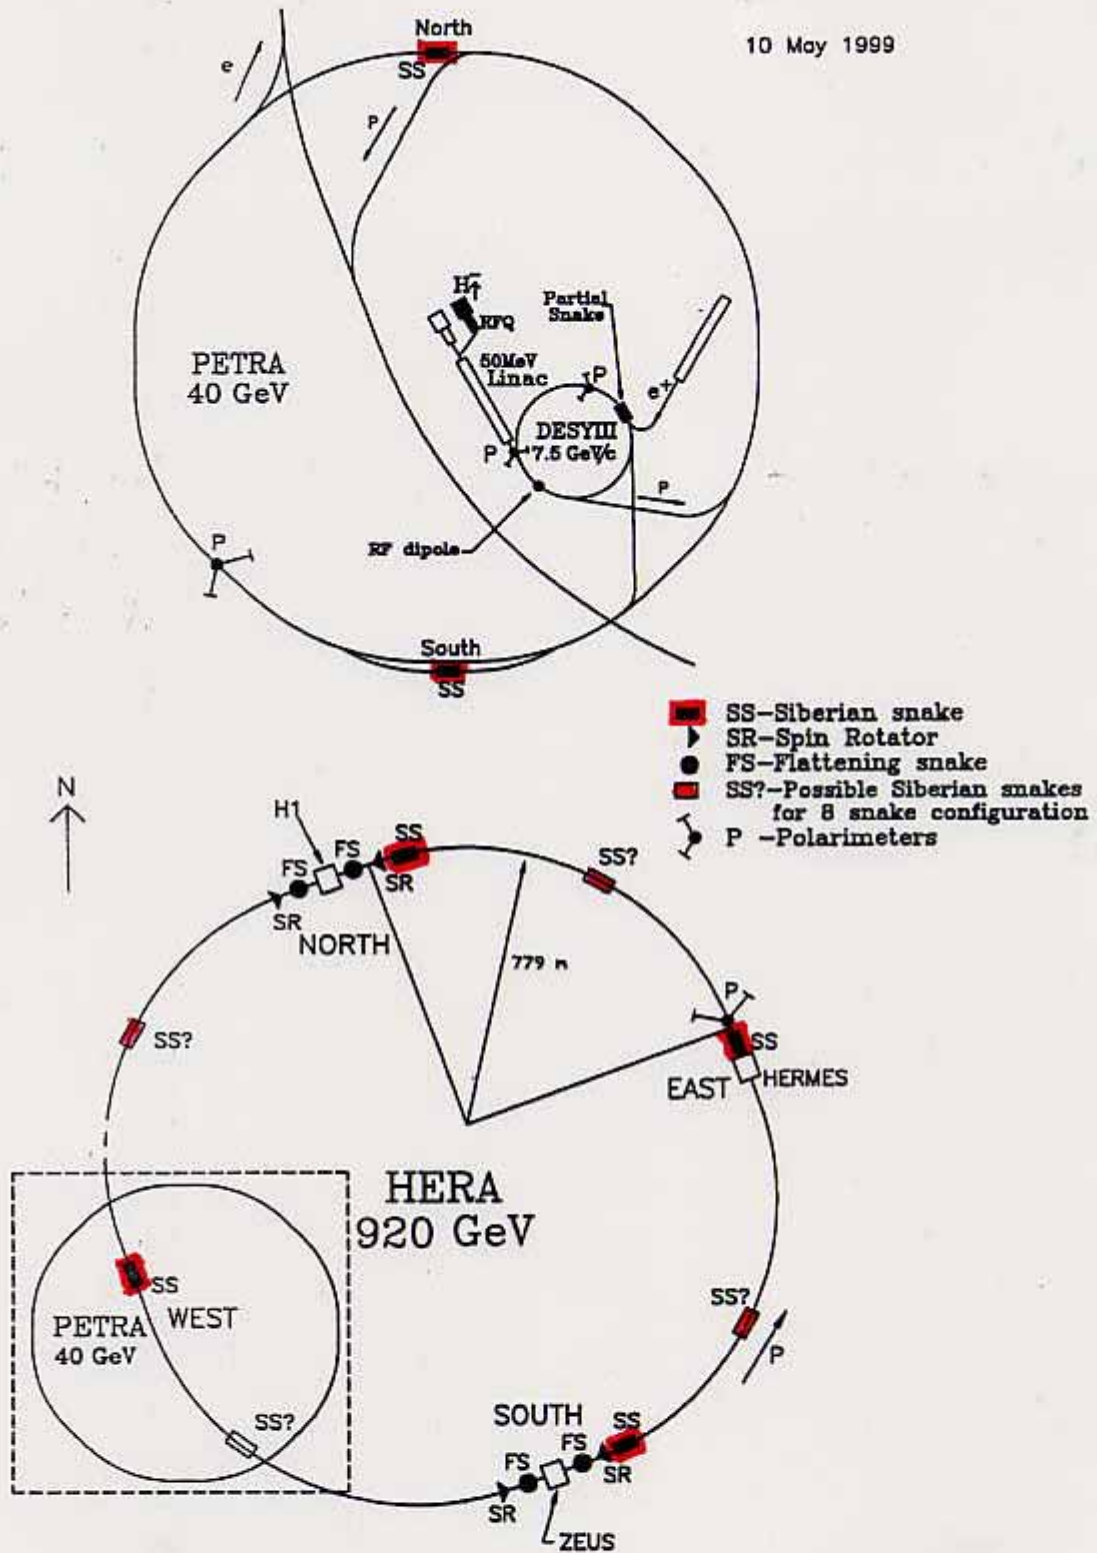 North
10 May 1999
SS
e
P
H↑⁻
RFQ
Partial
Snake
50MeV
Linac
P
e+
PETRA
40 GeV
DESYIII
7.5 GeV/c
P
P
P
RF dipole
South
SS
SS-Siberian snake
SR-Spin Rotator
FS-Flattening snake
SS?-Possible Siberian snakes
for 8 snake configuration
P -Polarimeters
N
H1
FS
FS
SS
SR
SR
NORTH
SS?
779 m
SS?
P
SS
EAST
HERMES
HERA
920 GeV
SS
WEST
PETRA
40 GeV
SS?
SS?
P
SOUTH
SS
FS
FS
SR
SR
ZEUS